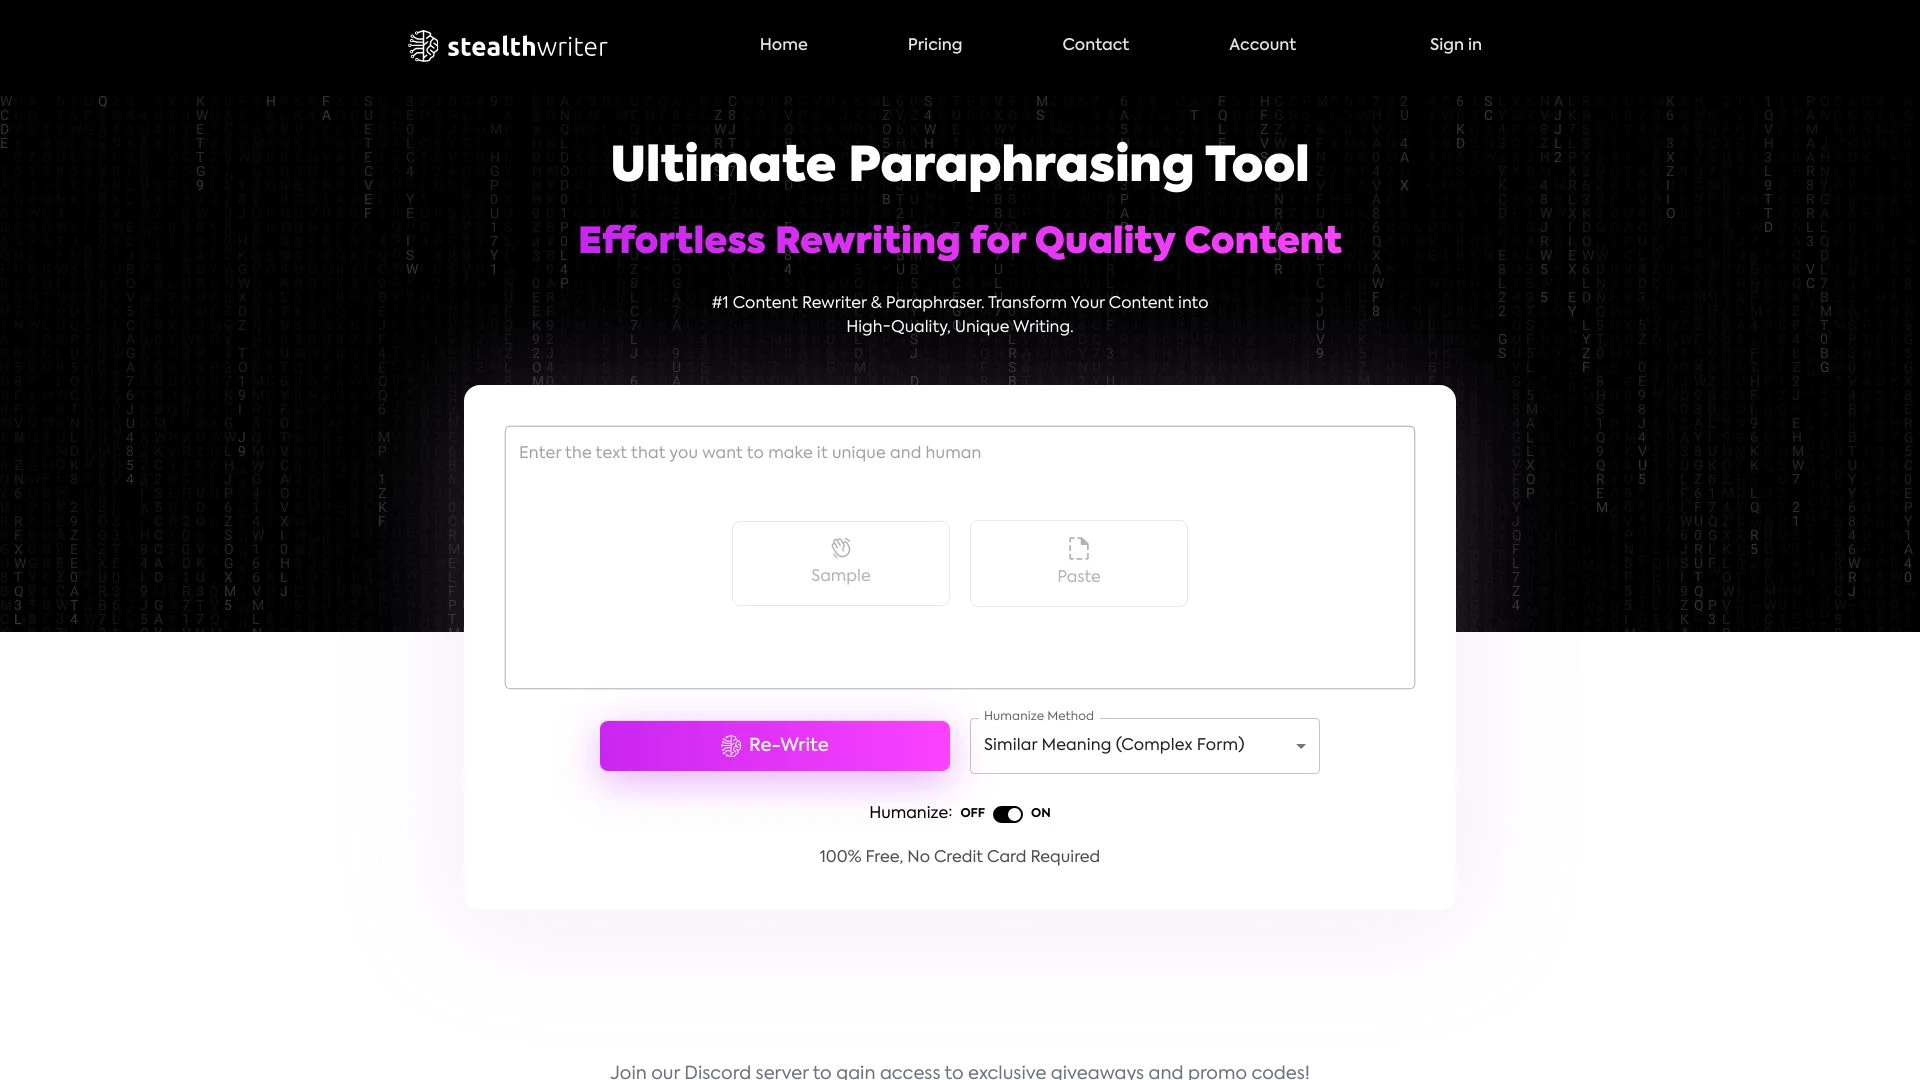 stealthwriter
Home
Pricing
Contact
Account
Sign in
Ultimate Paraphrasing Tool
Effortless Rewriting for Quality Content
#1 Content Rewriter & Paraphraser. Transform Your Content into
High-Quality, Unique Writing.
Enter the text that you want to make it unique and human
Sample
Paste
Re-Write
Humanize Method
Similar Meaning (Complex Form)
Humanize: OFF ON
100% Free, No Credit Card Required
Join our Discord server to gain access to exclusive giveaways and promo codes!